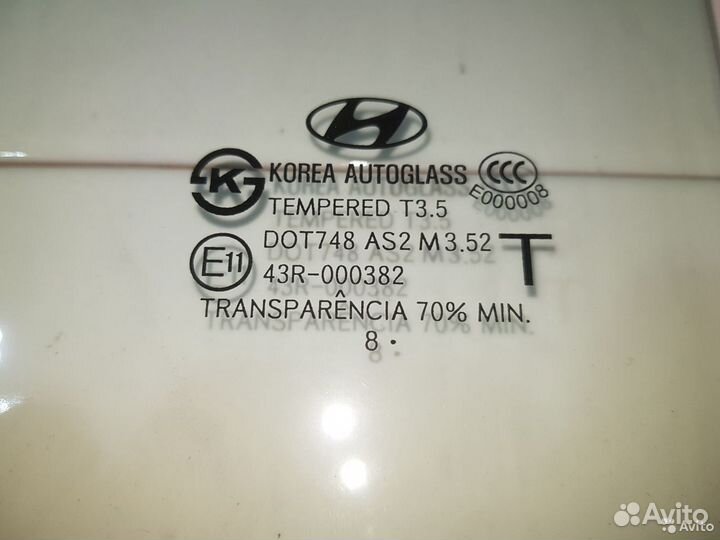 KOREA AUTOGLASS
CCC
E000008
K
TEMPERED T3.5
DOT748 AS2 M3.52
T
E11
43R-000382
TRANSPARÊNCIA 70% MIN.
8 ·
Avito
Avito